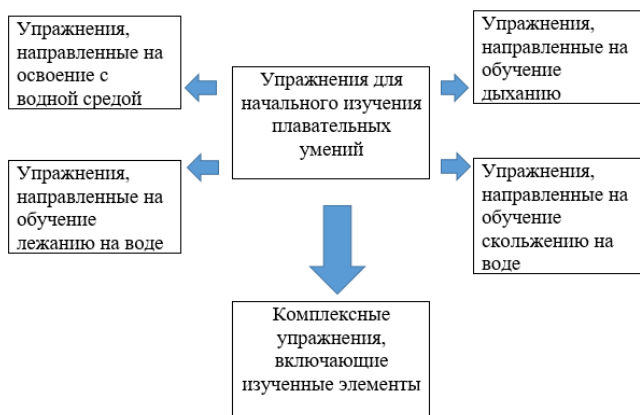 Упражнения,
направленные на
освоение с
водной средой
Упражнения для
начального изучения
плавательных
умений
Упражнения,
направленные на
обучение
дыханию
Упражнения,
направленные на
обучение
лежанию на воде
Упражнения,
направленные на
обучение
скольжению на
воде
Комплексные
упражнения,
включающие
изученные элементы